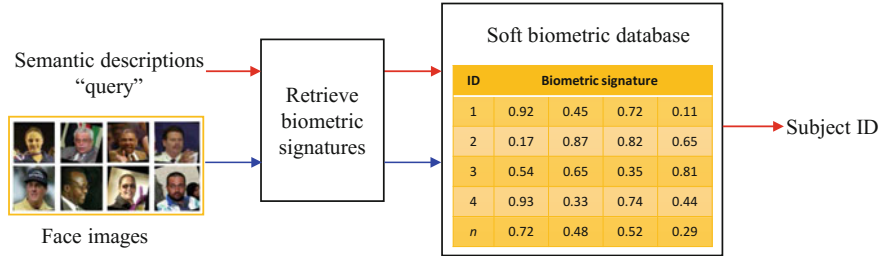 Semantic descriptions
“query”
Face images
Retrieve
biometric
signatures
Soft biometric database
ID Biometric signature
1 0.92 0.45 0.72 0.11
2 0.17 0.87 0.82 0.65
3 0.54 0.65 0.35 0.81
4 0.93 0.33 0.74 0.44
n 0.72 0.48 0.52 0.29
Subject ID